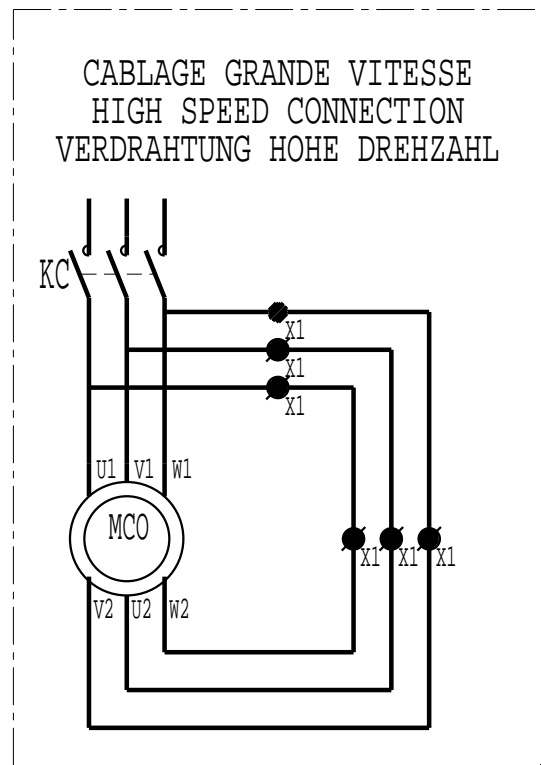 CABLAGE GRANDE VITESSE
HIGH SPEED CONNECTION
VERDRAHTUNG HOHE DREHZAHL
KC
X1
X1
X1
U1 V1 W1
MCO
X1 X1 X1
V2 U2 W2